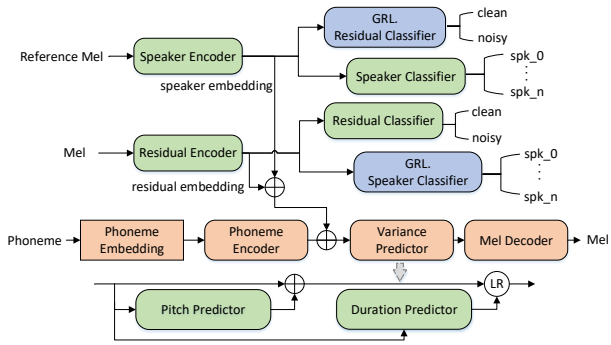 GRL.
Residual Classifier
clean
noisy
Reference Mel
Speaker Encoder
speaker embedding
Speaker Classifier
spk_0
spk_n
Residual Classifier
clean
noisy
Mel
Residual Encoder
residual embedding
GRL.
Speaker Classifier
spk_0
spk_n
Phoneme
Phoneme
Embedding
Phoneme
Encoder
Variance
Predictor
Mel Decoder
Mel
Pitch Predictor
Duration Predictor
LR